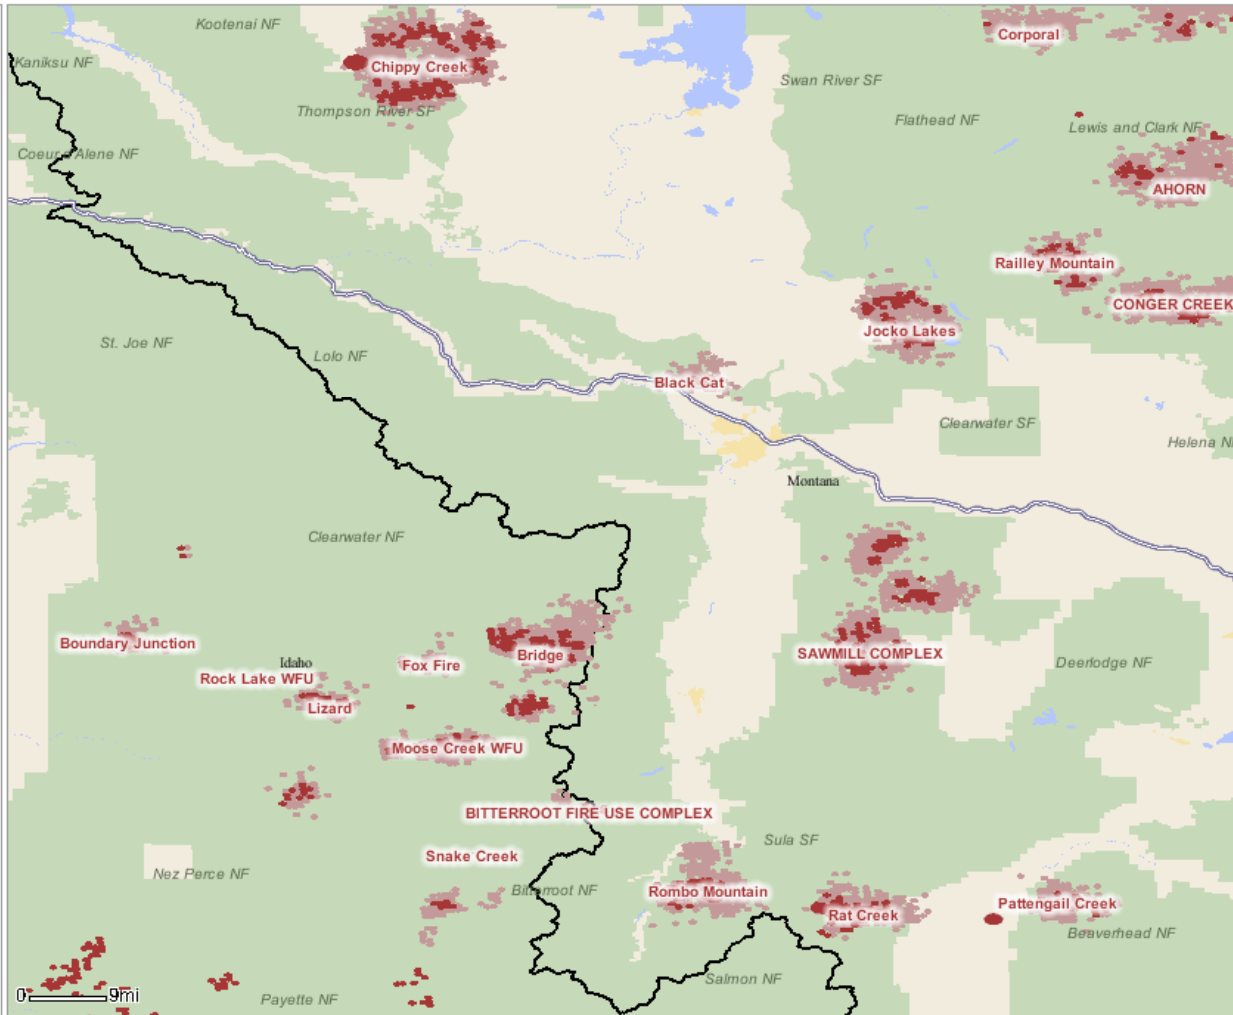 Kootenai NF
Corporal
Kaniksu NF
Chippy Creek
Swan River SF
Thompson River SF
Flathead NF
Lewis and Clark NF
Coeur d'Alene NF
AHORN
Railley Mountain
CONGER CREEK
Jocko Lakes
St. Joe NF
Lolo NF
Black Cat
Clearwater SF
Helena N
Montana
Clearwater NF
Boundary Junction
Idaho
Fox Fire
Bridge
SAWMILL COMPLEX
Deerlodge NF
Rock Lake WFU
Lizard
Moose Creek WFU
BITTERROOT FIRE USE COMPLEX
Sula SF
Snake Creek
Nez Perce NF
Bitterroot NF
Rombo Mountain
Rat Creek
Pattengail Creek
Beaverhead NF
Salmon NF
0 9mi
Payette NF